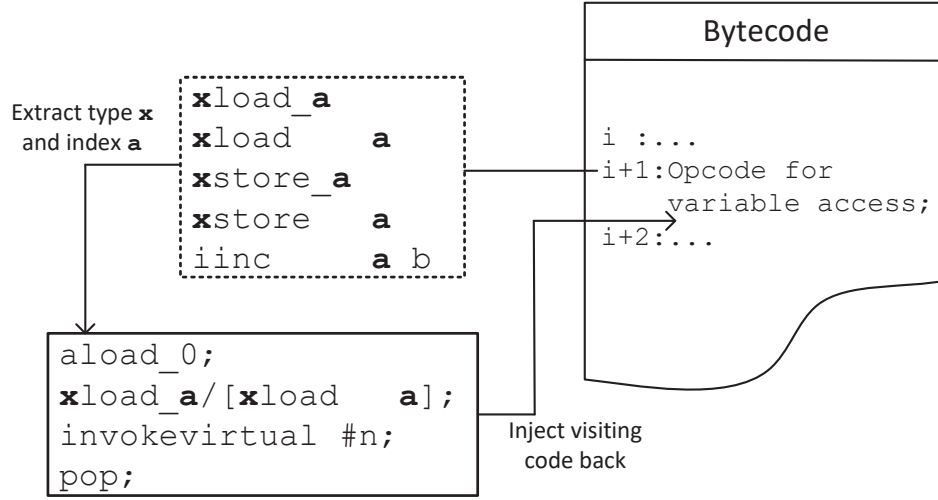 Bytecode
i :...
i+1:Opcode for
variable access;
i+2:...
xload_a
xload a
xstore_a
xstore a
iinc a b
Extract type x
and index a
aload_0;
xload_a/[xload a];
invokevirtual #n;
pop;
Inject visiting
code back